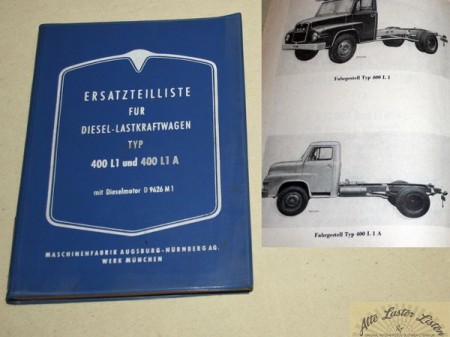 ERSATZTEILLISTE
FÜR
DIESEL-LASTKRAFTWAGEN
TYP
400 L1 und 400 L1 A
mit Dieselmotor D 9626 M 1
MASCHINENFABRIK AUGSBURG-NÜRNBERG AG.
WERK MÜNCHEN
Fahrgestell Typ 400 L 1
Fahrgestell Typ 400 L 1 A
Alte Laster Listen